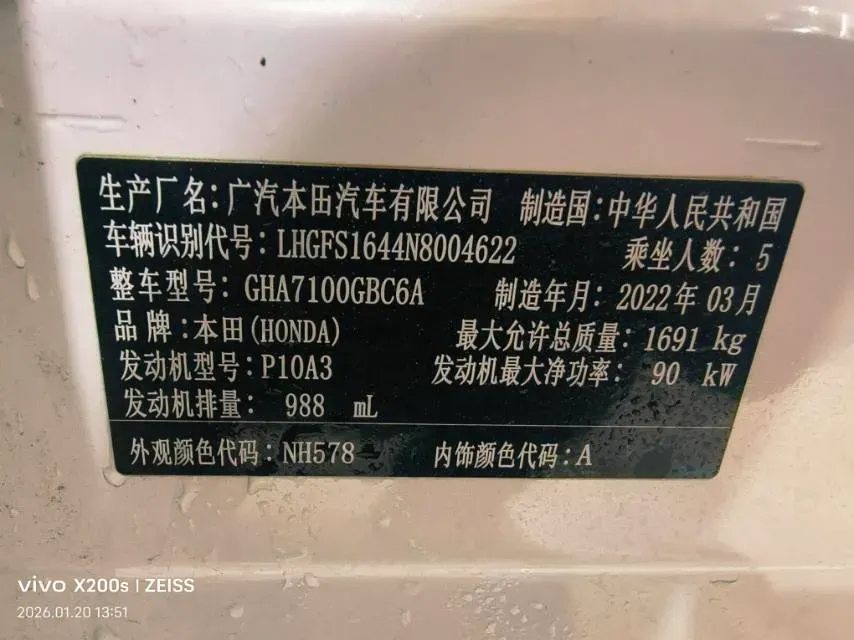 生产厂名:广汽本田汽车有限公司 制造国:中华人民共和国
车辆识别代号:LHGFS1644N8004622 乘坐人数:5
整车型号:GHA7100GBC6A 制造年月:2022年03月
品牌:本田(HONDA) 最大允许总质量:1691 kg
发动机型号:P10A3 发动机最大净功率:90 kW
发动机排量:988 mL
外观颜色代码:NH578 内饰颜色代码:A
vivo X200s | ZEISS
2026.01.20 13:51